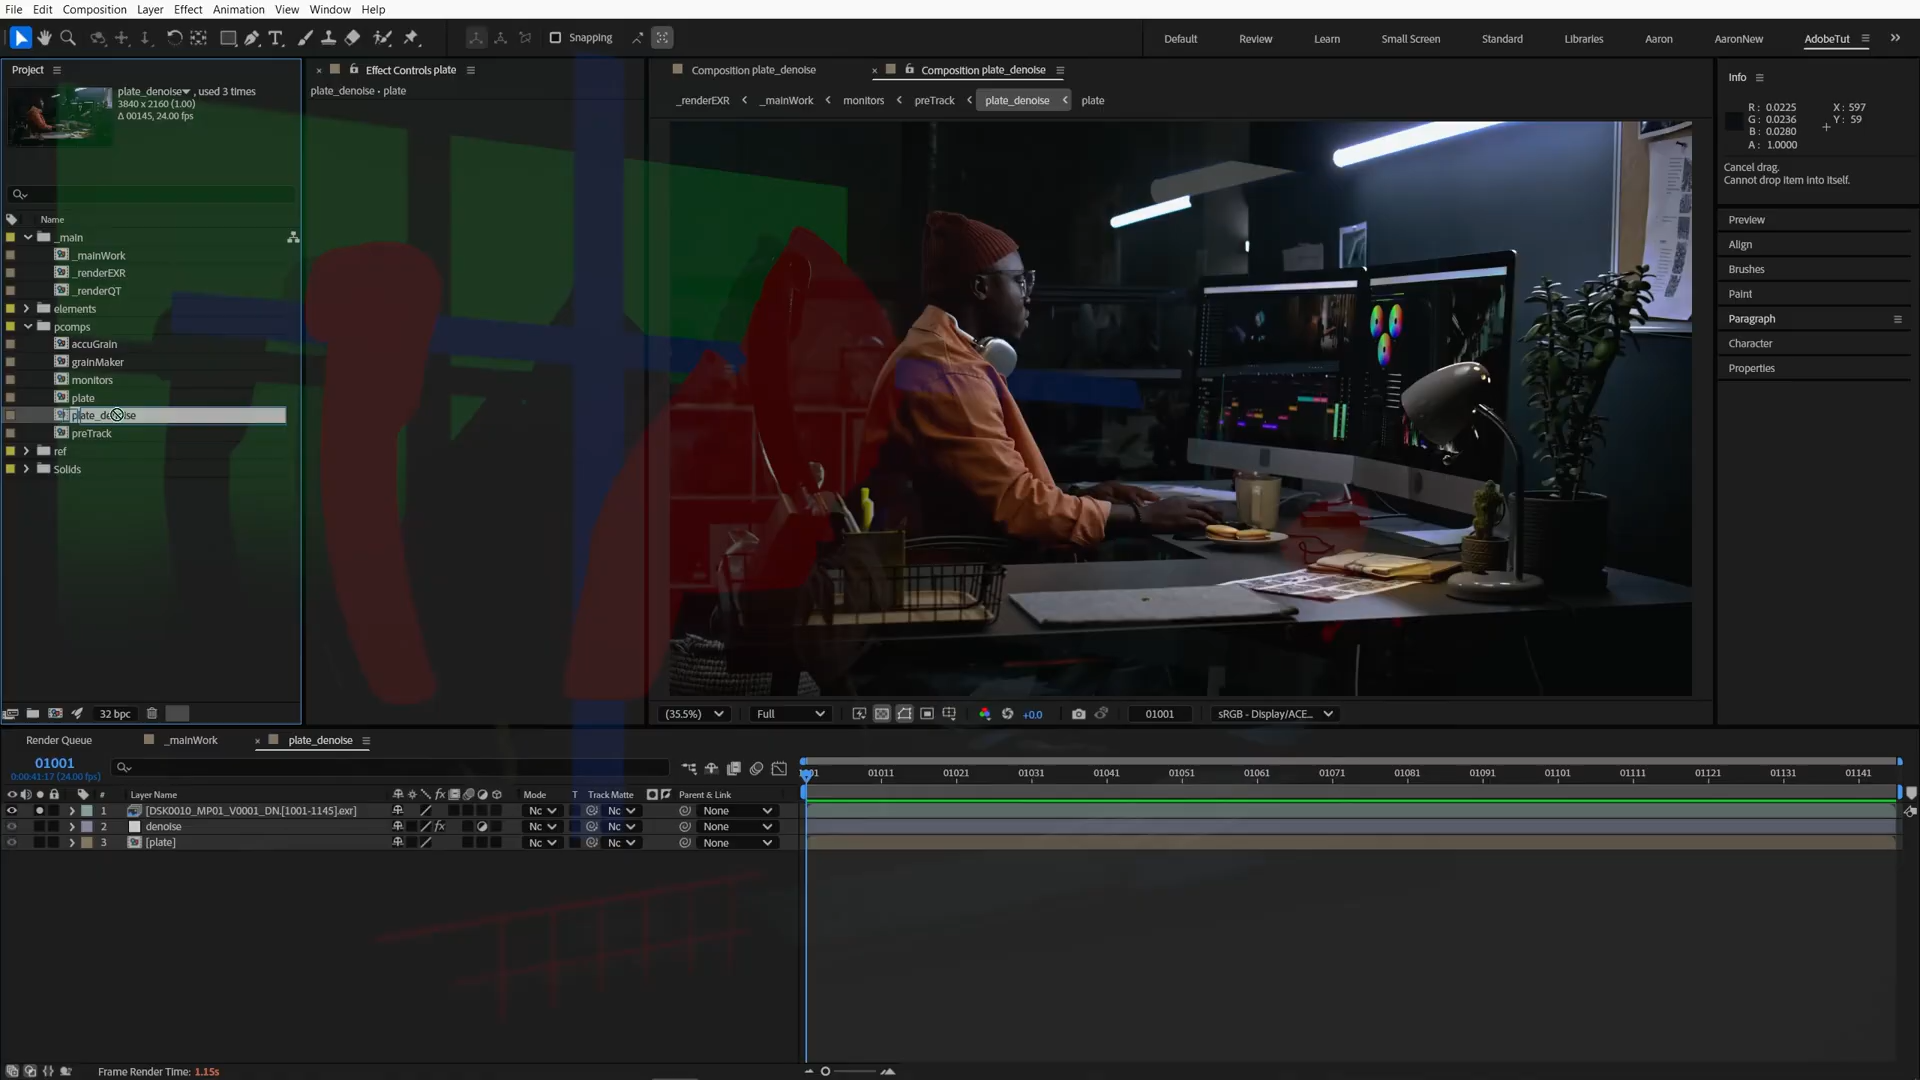 File Edit Composition Layer Effect Animation View Window Help
Snapping
Default Review Learn Small Screen Standard Libraries Aaron AaronNew AdobeTut
Project
plate_denoise , used 3 times
3840 x 2160 (1.00)
Δ 00145, 24.00 fps
Name
_main
_mainWork
_renderEXR
_renderQT
elements
pcomps
accuGrain
grainMaker
monitors
plate
plate_denoise
preTrack
ref
Solids
32 bpc
Effect Controls plate
plate_denoise • plate
Composition plate_denoise
Composition plate_denoise
_renderEXR _mainWork monitors preTrack plate_denoise plate
(35.5%) Full +0.0 01001 sRGB - Display/ACE...
Info
R : 0.0225 X : 597
G : 0.0236 Y : 59
B : 0.0280
A : 1.0000
Cancel drag.
Cannot drop item into itself.
Preview
Align
Brushes
Paint
Paragraph
Character
Properties
Render Queue _mainWork plate_denoise
01001
0:00:41:17 (24.00 fps)
01011 01021 01031 01041 01051 01061 01071 01081 01091 01101 01111 01121 01131 01141
# Layer Name fx Mode T Track Matte Parent & Link
1 [DSK0010_MP01_V0001_DN.[1001-1145].exr] Nc Nc None
2 denoise fx Nc Nc None
3 [plate] Nc Nc None
Frame Render Time: 1.15s